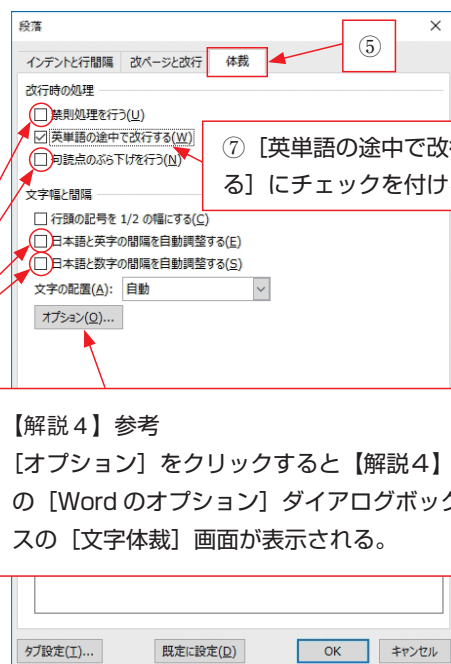 段落
×
インデントと行間隔 改ページと改行 体裁
⑤
改行時の処理
禁則処理を行う(U)
英単語の途中で改行する(W)
句読点のぶら下げを行う(N)
⑦［英単語の途中で改
る］にチェックを付け
文字幅と間隔
行頭の記号を 1/2 の幅にする(C)
日本語と英字の間隔を自動調整する(E)
日本語と数字の間隔を自動調整する(S)
文字の配置(A): 自動
オプション(O)...
【解説４】参考
［オプション］をクリックすると【解説４】
の［Word のオプション］ダイアログボック
スの［文字体裁］画面が表示される。
タブ設定(T)... 既定に設定(D) OK キャンセル